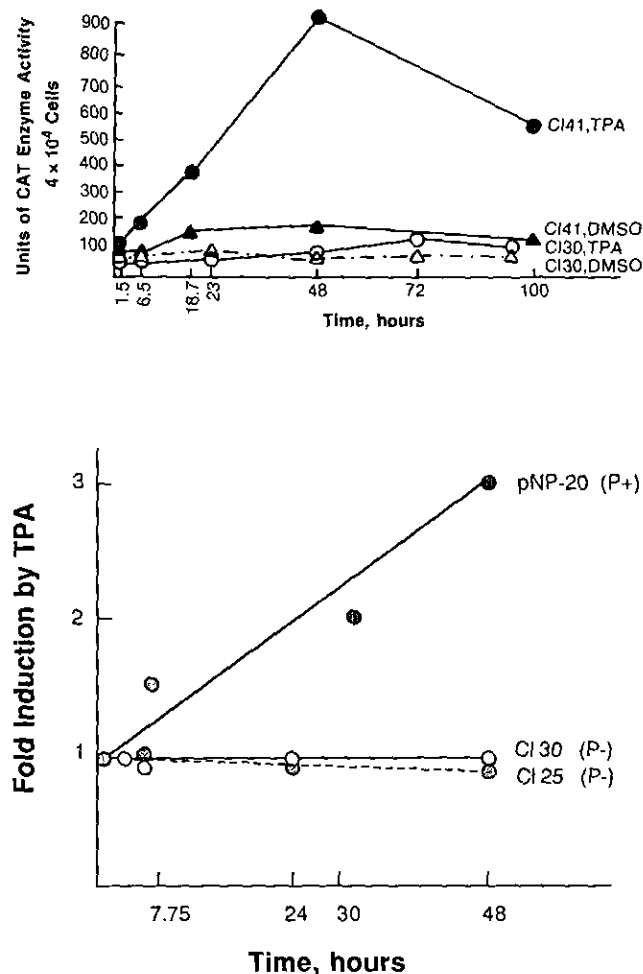 Units of CAT Enzyme Activity
4 x 10⁴ Cells
900
800
700
600
500
400
300
200
100
Cl41,TPA
Cl41,DMSO
Cl30,TPA
Cl30,DMSO
1.5
6.5
18.7
23
48
72
100
Time, hours
Fold Induction by TPA
3
2
1
pNP-20 (P+)
Cl 30 (P-)
Cl 25 (P-)
7.75
24
30
48
Time, hours